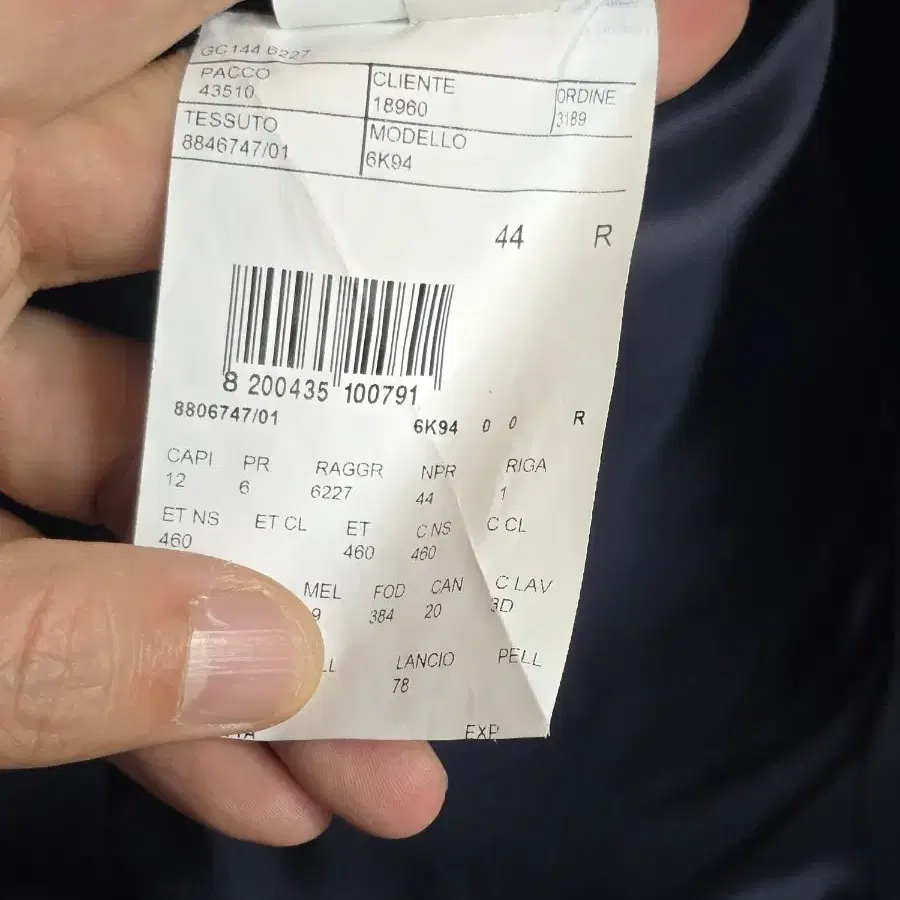 GC144 6227
PACCO CLIENTE ORDINE
43510 18960 3189
TESSUTO MODELLO
8846747/01 6K94
44 R
8 200435 100791
8806747/01 6K94 0 0 R
CAPI PR RAGGR NPR RIGA
12 6 6227 44 1
ET NS ET CL ET C NS C CL
460 460 460
MEL FOD CAN C LAV
9 384 20 3D
LANCIO PELL
78
EXP